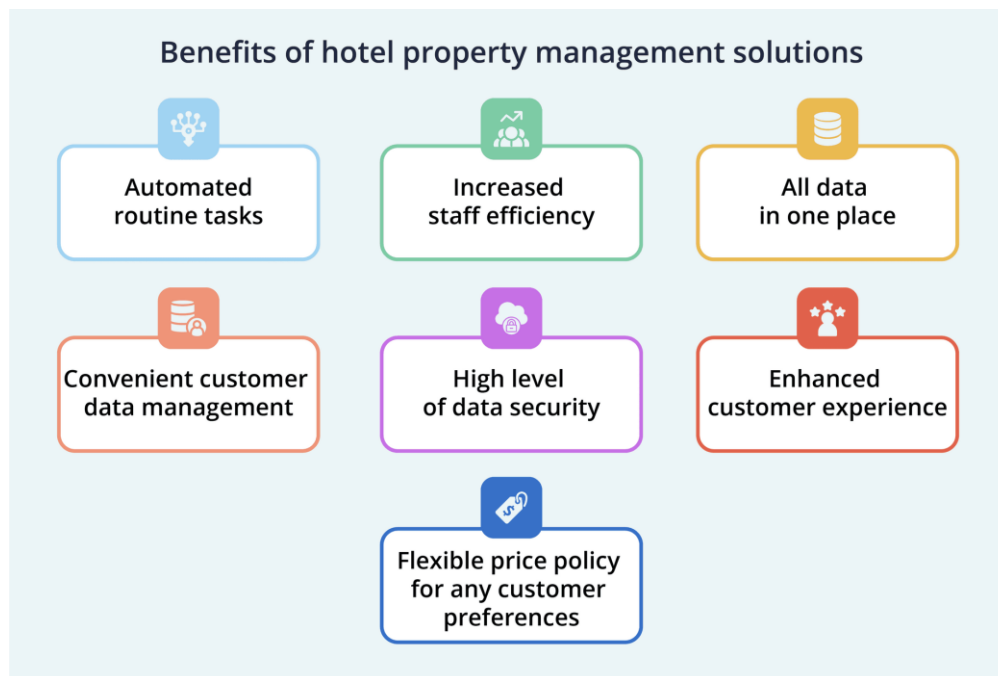 Benefits of hotel property management solutions
Automated
routine tasks
Increased
staff efficiency
All data
in one place
Convenient customer
data management
High level
of data security
Enhanced
customer experience
$
Flexible price policy
for any customer
preferences